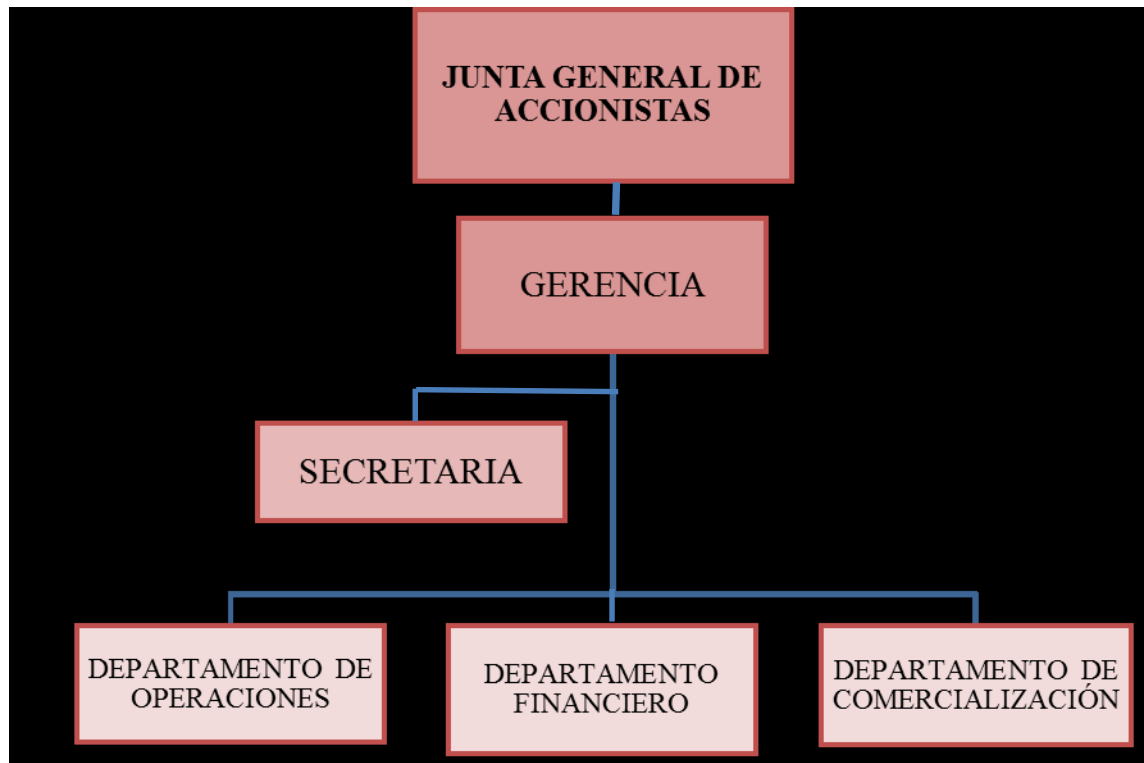 JUNTA GENERAL DE
ACCIONISTAS
GERENCIA
SECRETARIA
DEPARTAMENTO DE
OPERACIONES
DEPARTAMENTO
FINANCIERO
DEPARTAMENTO DE
COMERCIALIZACIÓN